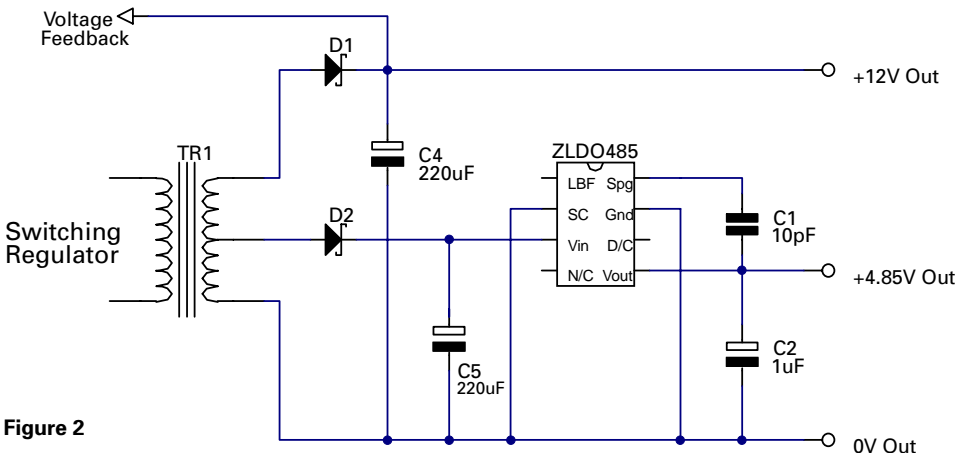 Voltage
Feedback
D1
+12V Out
TR1
C4
220uF
ZLDO485
LBF Spg
SC Gnd
Vin D/C
N/C Vout
C1
10pF
D2
Switching
Regulator
+4.85V Out
C2
1uF
C5
220uF
Figure 2
0V Out